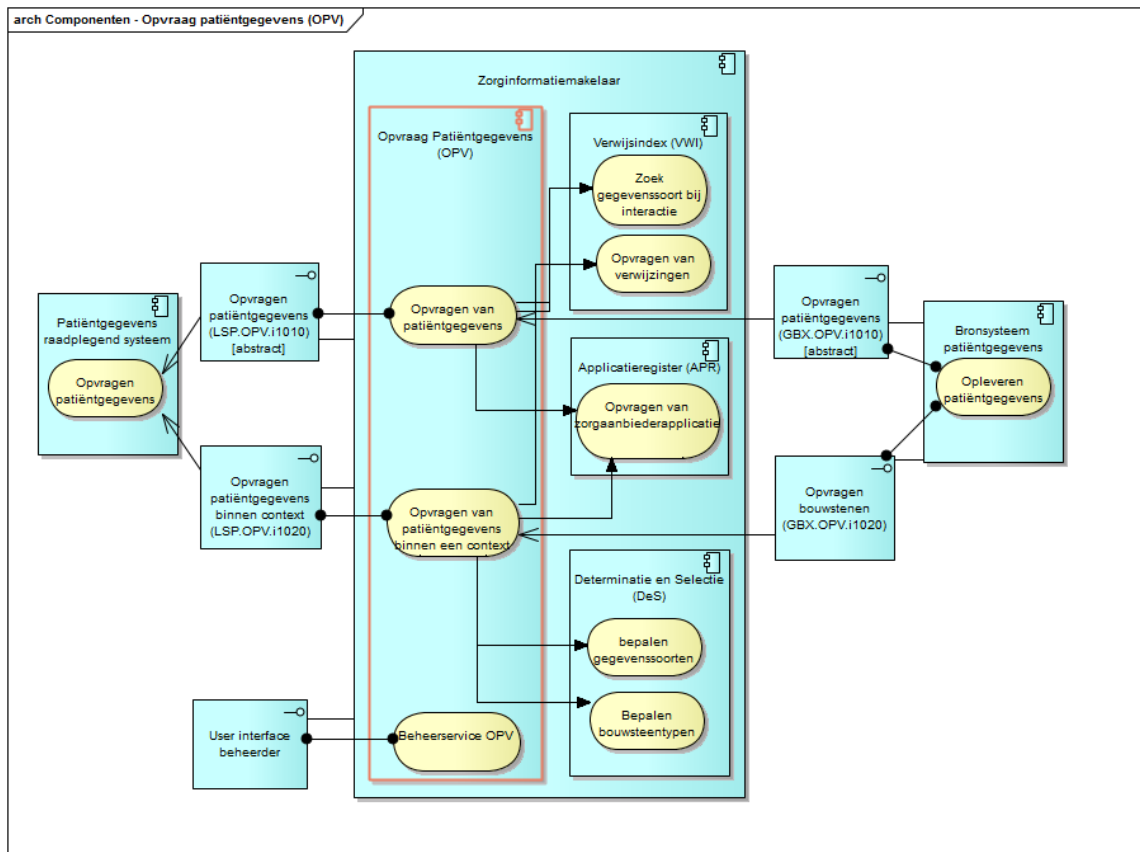 arch Componenten - Opvraag patiëntgegevens (OPV)
Zorginformatiemakelaar
Opvraag Patiëntgegevens
(OPV)
Verwijsindex (VWI)
Zoek
gegevenssoort bij
interactie
Opvragen van
verwijzingen
Opvragen
patiëntgegevens
(LSP.OPV.i1010)
[abstract]
Opvragen van
patiëntgegevens
Opvragen
patiëntgegevens
(GBX.OPV.i1010)
[abstract]
Patiëntgegevens
raadplegend systeem
Opvragen
patiëntgegevens
Bronsysteem
patiëntgegevens
Opleveren
patiëntgegevens
Applicatieregister (APR)
Opvragen van
zorgaanbiederapplicatie
Opvragen
patiëntgegevens
binnen context
(LSP.OPV.i1020)
Opvragen van
patiëntgegevens
binnen een context
Opvragen
bouwstenen
(GBX.OPV.i1020)
Determinatie en Selectie
(DeS)
bepalen
gegevenssoorten
Bepalen
bouwsteentypen
User interface
beheerder
Beheerservice OPV